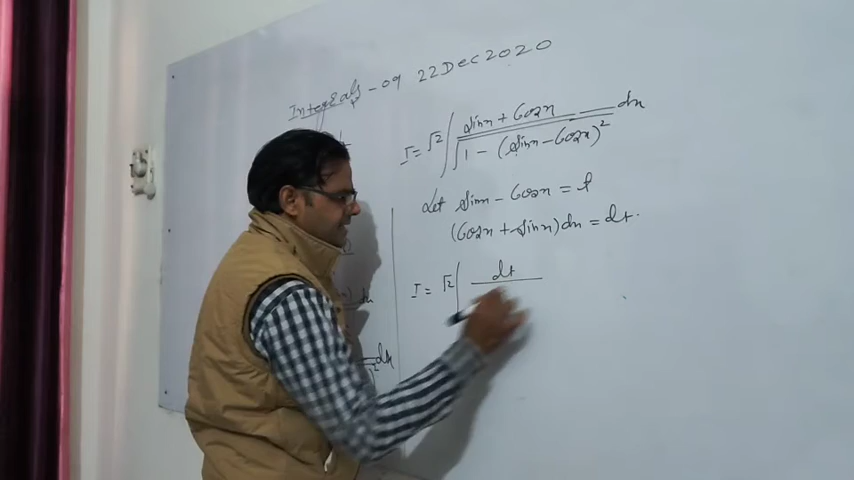 Integrals - 09 22 Dec 2020
I = √2 ∫ (sinx + Cosx) / √(1 - (sinx - Cosx)²) dx
Let sinx - Cosx = t
(Cosx + sinx)dx = dt.
I = √2 ∫ dt
dx